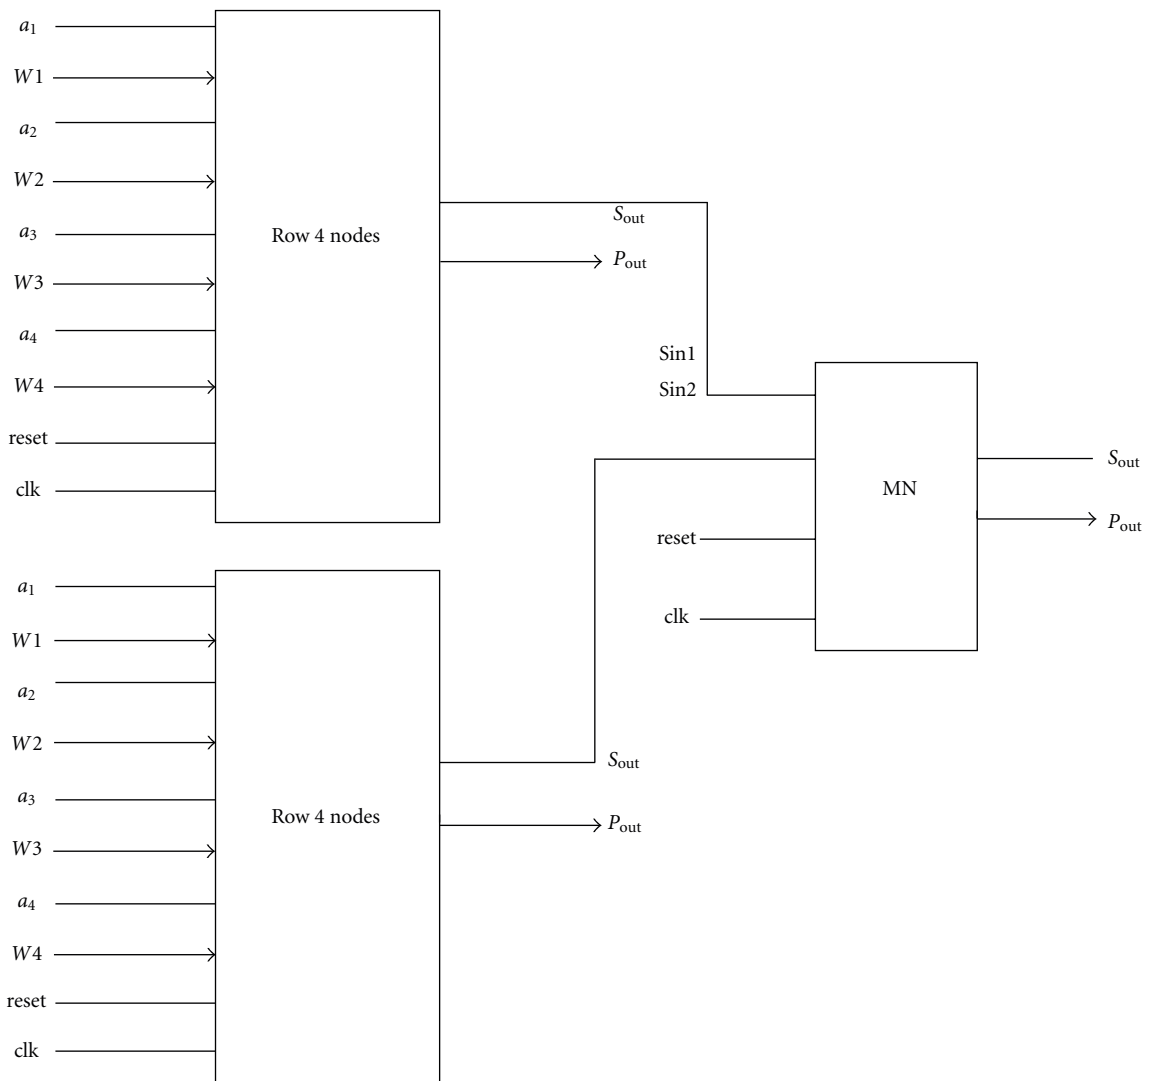 a1
W1
a2
W2
a3
W3
a4
W4
reset
clk
Row 4 nodes
Sout
Pout
Sin1
Sin2
reset
clk
MN
Sout
Pout
a1
W1
a2
W2
a3
W3
a4
W4
reset
clk
Row 4 nodes
Sout
Pout